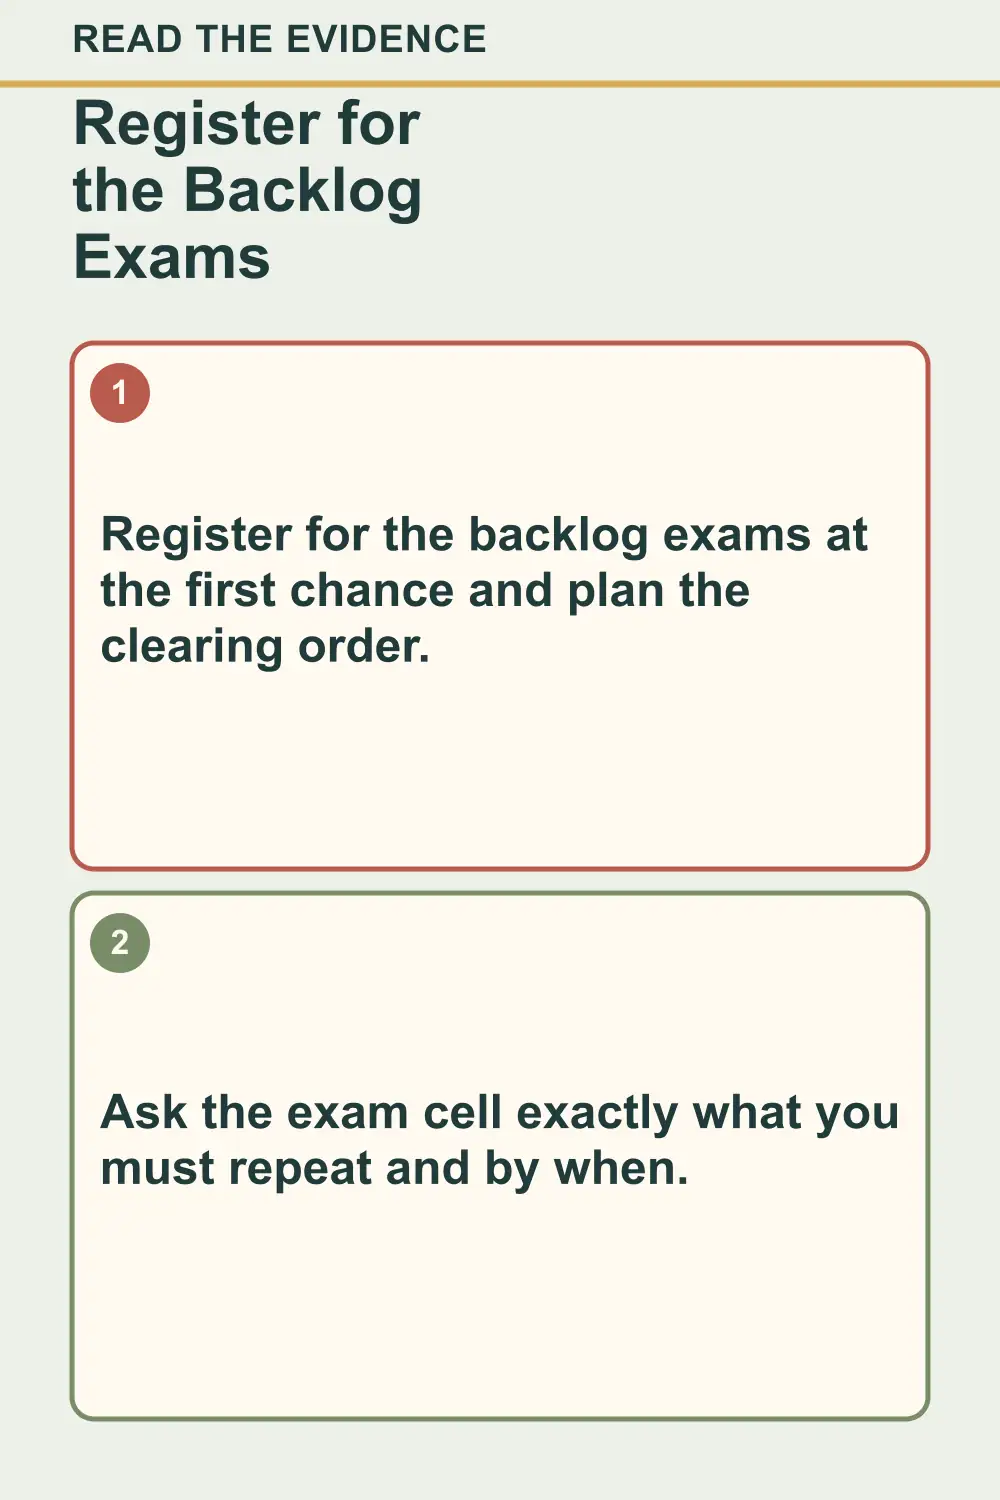 READ THE EVIDENCE
Register for
the Backlog
Exams
1
Register for the backlog exams at
the first chance and plan the
clearing order.
2
Ask the exam cell exactly what you
must repeat and by when.